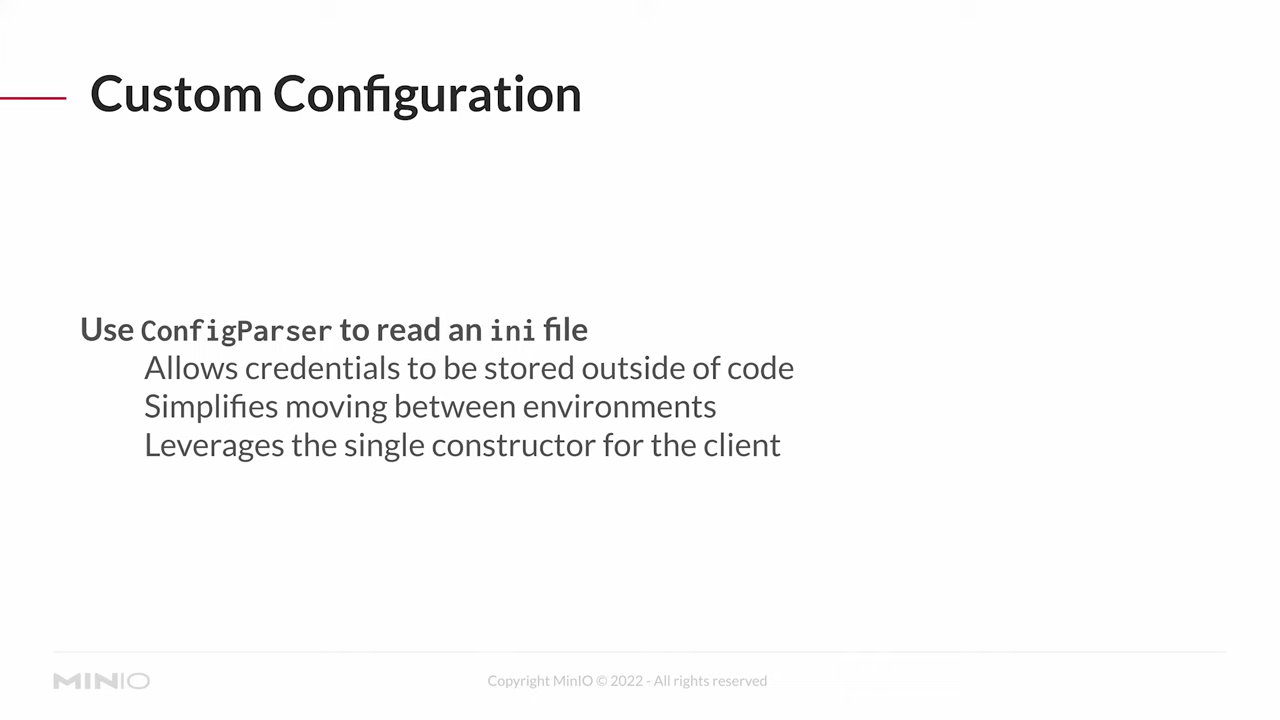 Custom Configuration
Use ConfigParser to read an ini file
Allows credentials to be stored outside of code
Simplifies moving between environments
Leverages the single constructor for the client
MINIO
Copyright MinIO © 2022 - All rights reserved